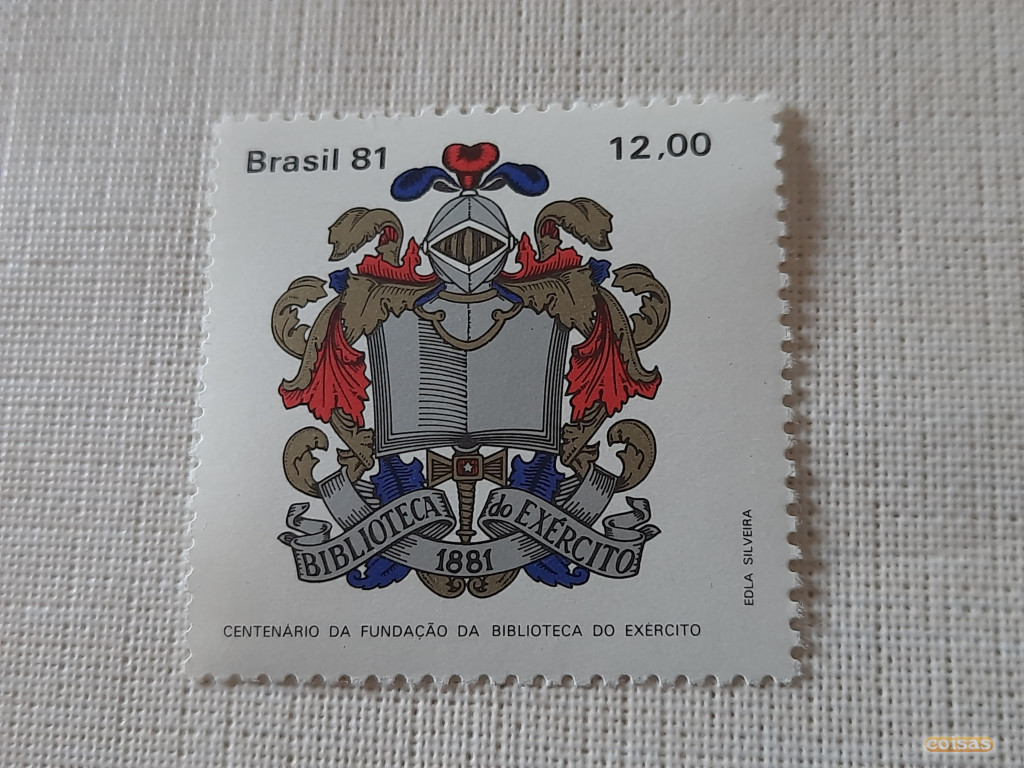 Brasil 81
12,00
BIBLIOTECA do EXÉRCITO
1881
EDLA SILVEIRA
CENTENÁRIO DA FUNDAÇÃO DA BIBLIOTECA DO EXÉRCITO
coisas